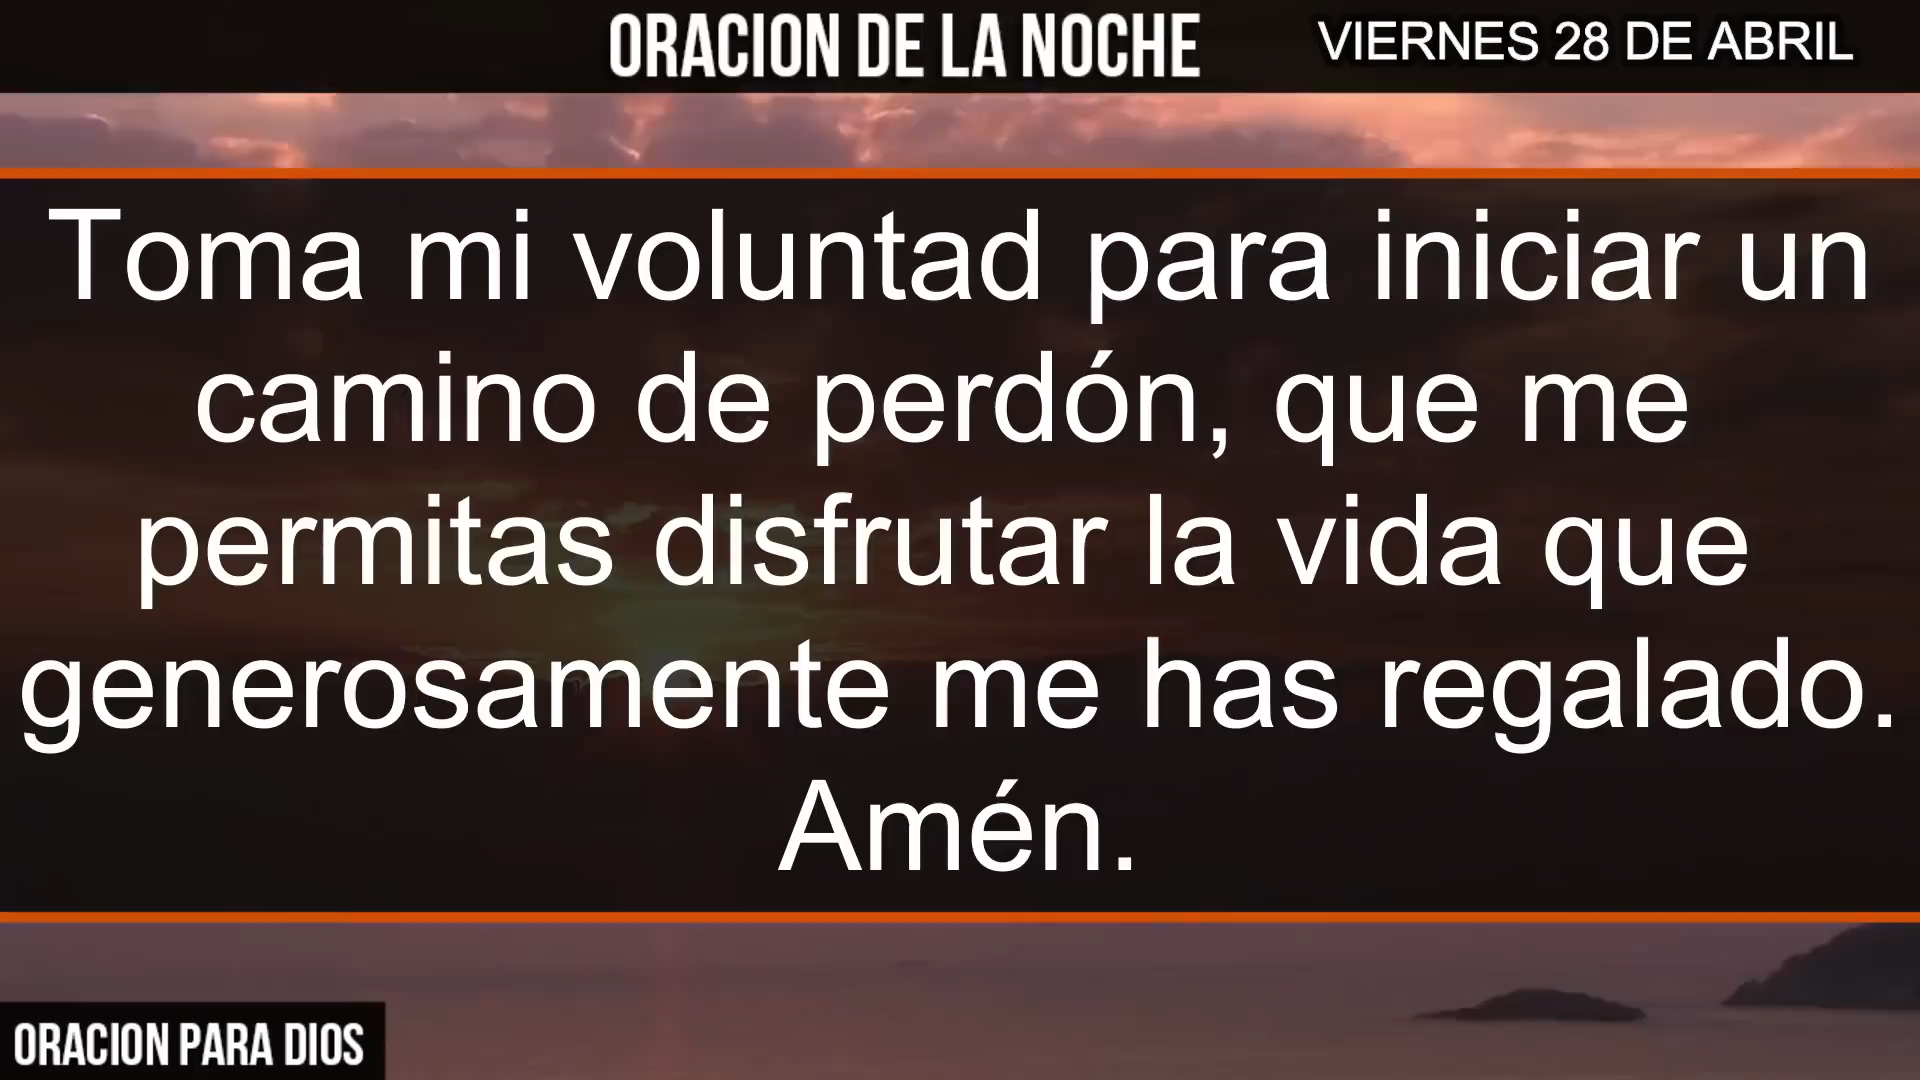 ORACION DE LA NOCHE
VIERNES 28 DE ABRIL
Toma mi voluntad para iniciar un
camino de perdón, que me
permitas disfrutar la vida que
generosamente me has regalado.
Amén.
ORACION PARA DIOS